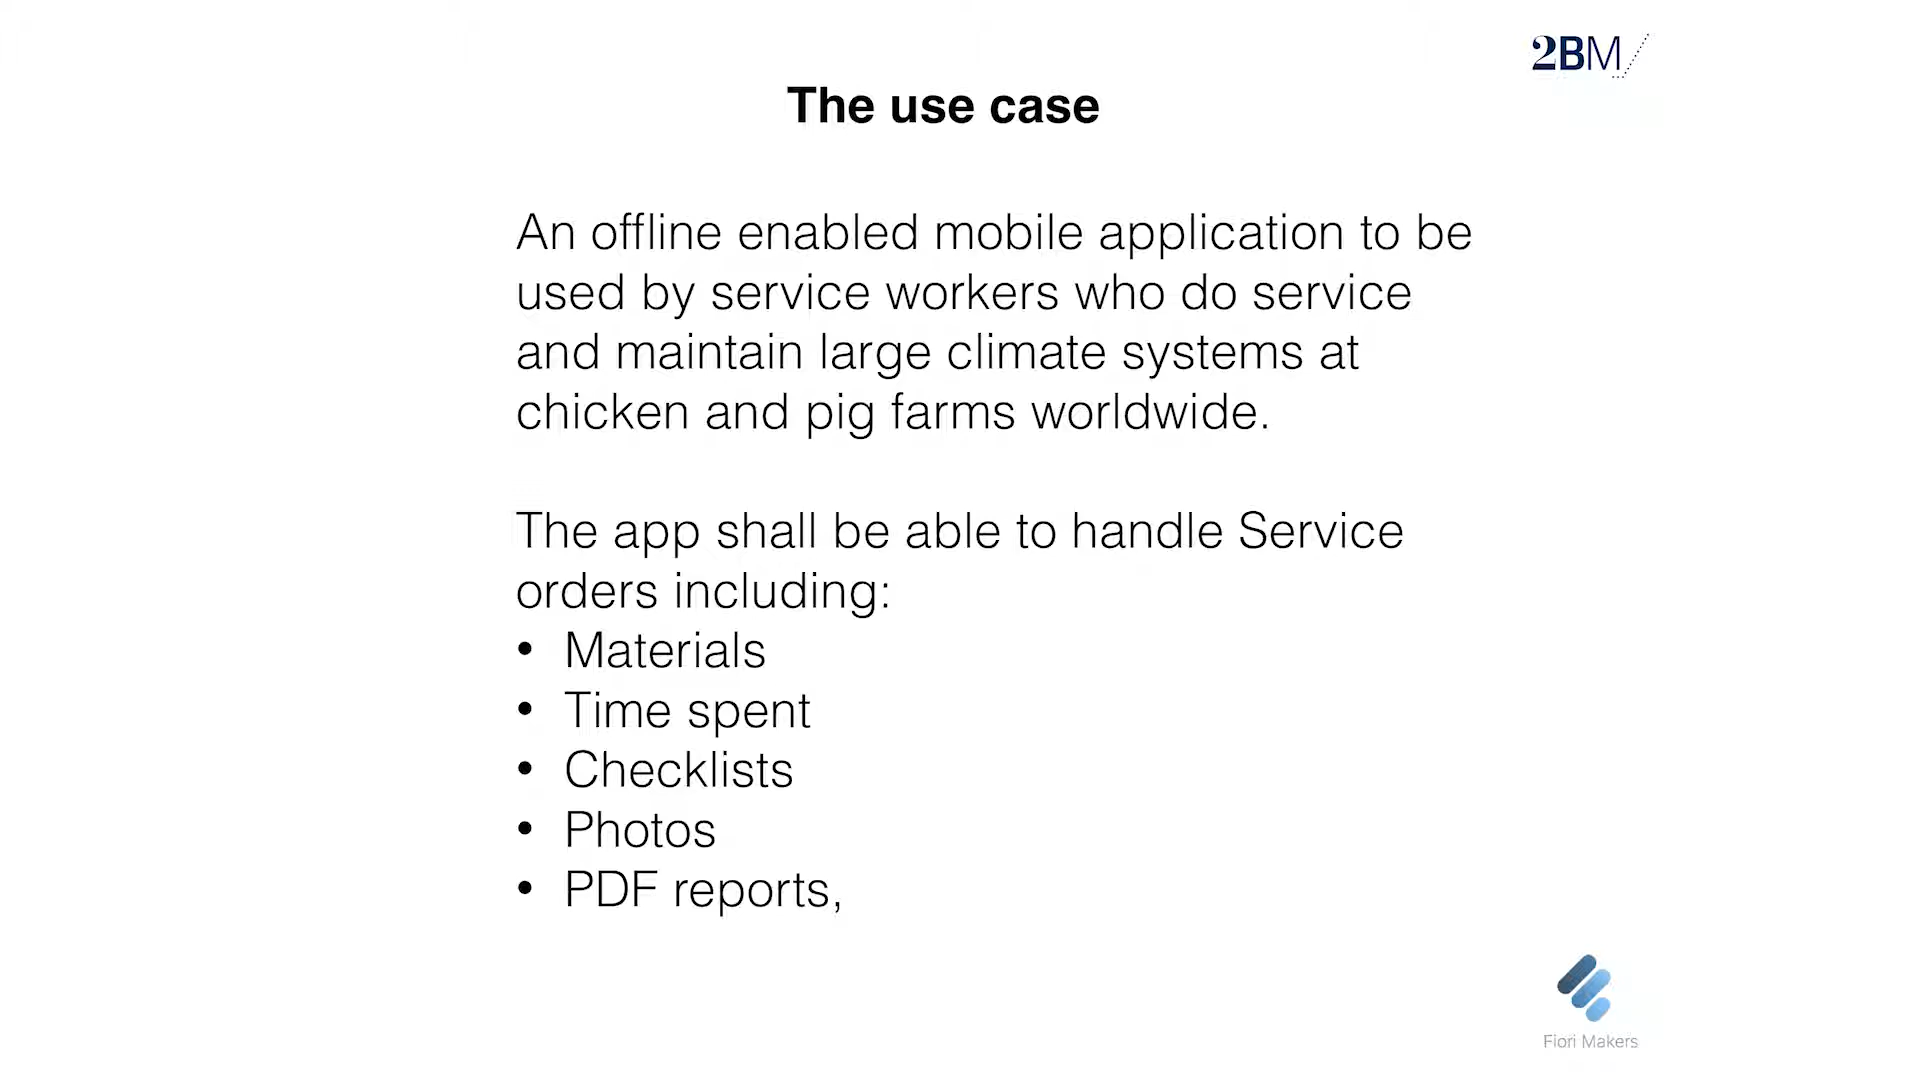 2BM
The use case
An offline enabled mobile application to be
used by service workers who do service
and maintain large climate systems at
chicken and pig farms worldwide.
The app shall be able to handle Service
orders including:
• Materials
• Time spent
• Checklists
• Photos
• PDF reports,
Fiori Makers